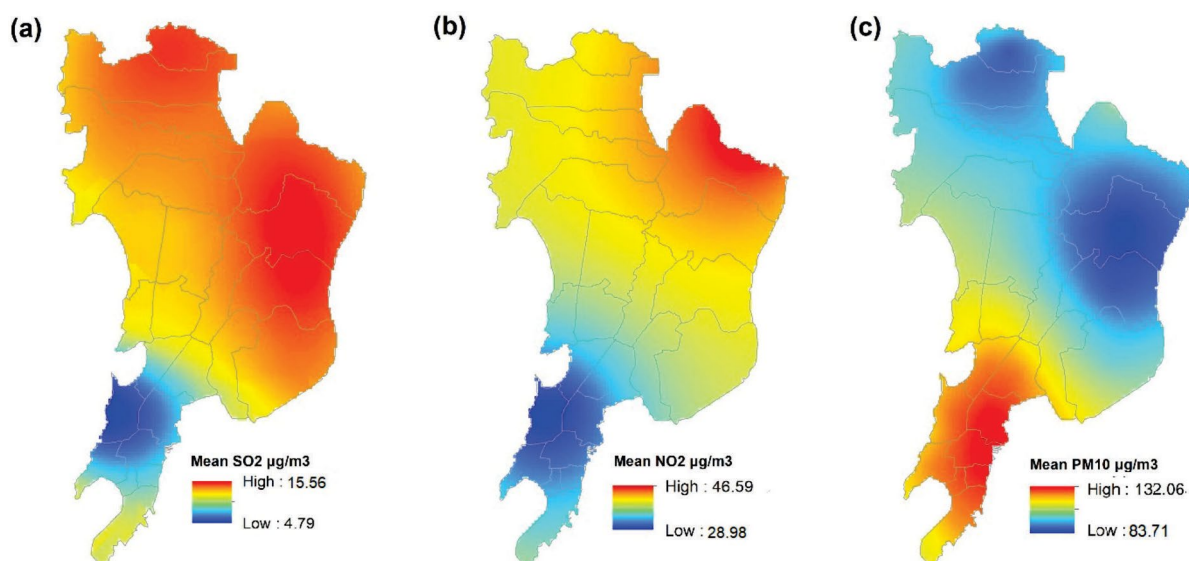 (a)
(b)
(c)
Mean SO2 µg/m3
High : 15.56
Low : 4.79
Mean NO2 µg/m3
High : 46.59
Low : 28.98
Mean PM10 µg/m3
High : 132.06
Low : 83.71